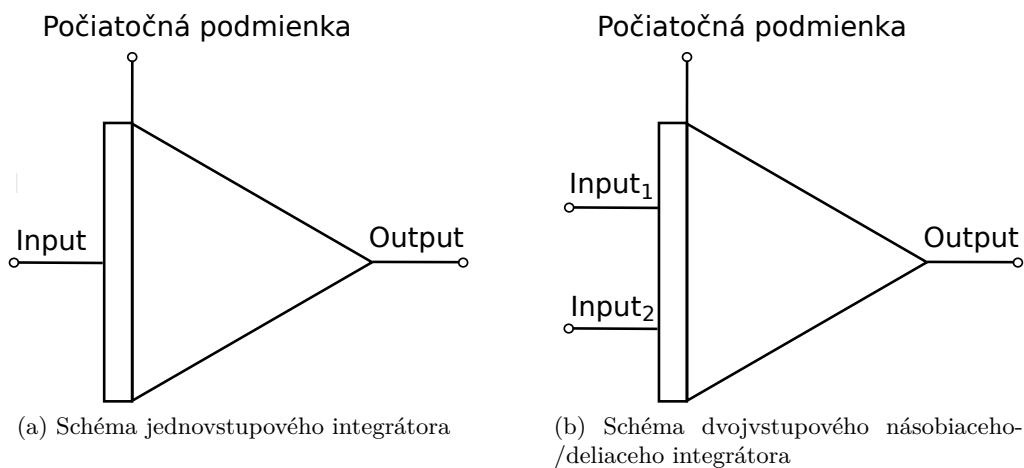 Počiatočná podmienka
Input
Output
(a) Schéma jednovstupového integrátora
Počiatočná podmienka
Input₁
Input₂
Output
(b) Schéma dvojvstupového násobiaceho-
/deliaceho integrátora